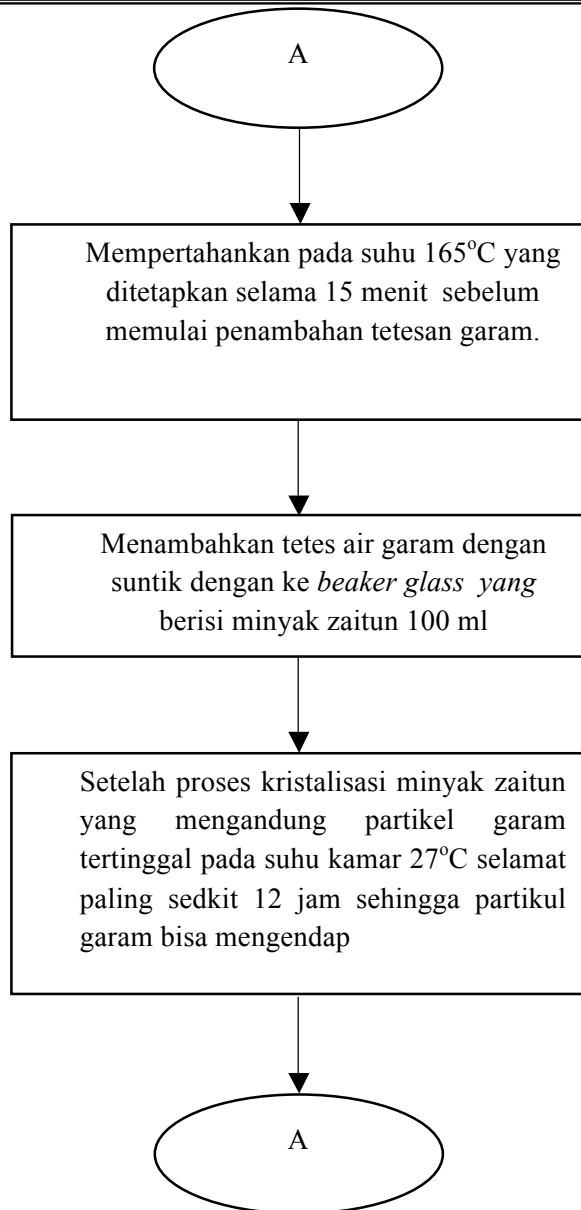 A
Mempertahankan pada suhu 165°C yang
ditetapkan selama 15 menit sebelum
memulai penambahan tetesan garam.
Menambahkan tetes air garam dengan
suntik dengan ke beaker glass yang
berisi minyak zaitun 100 ml
Setelah proses kristalisasi minyak zaitun
yang mengandung partikel garam
tertinggal pada suhu kamar 27°C selamat
paling sedkit 12 jam sehingga partikul
garam bisa mengendap
A